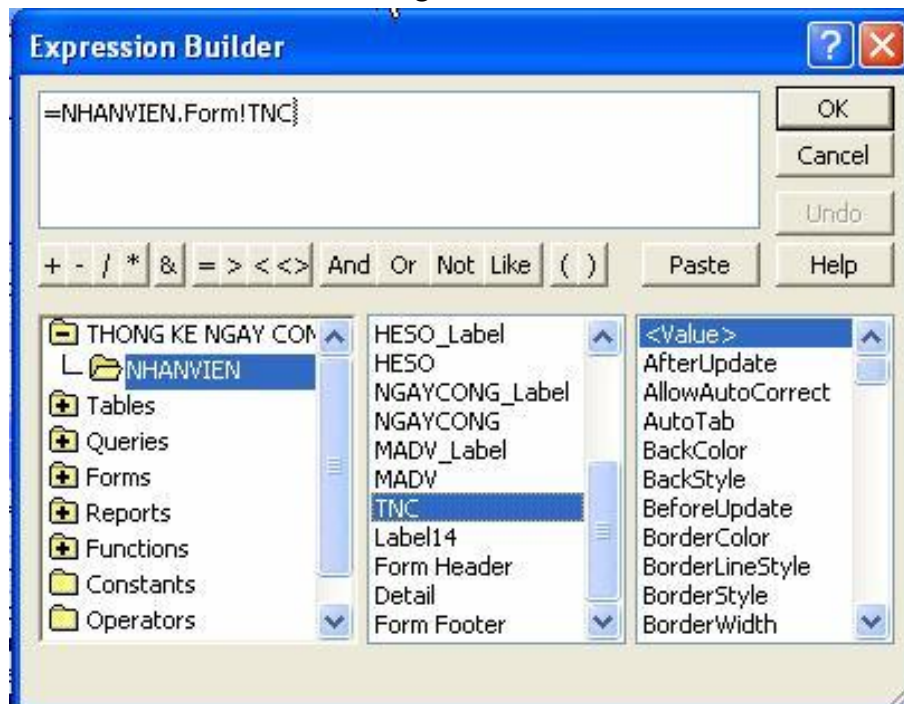 Expression Builder
=NHANVIEN.Form!TNC
OK
Cancel
Undo
+ - / * & = > < <> And Or Not Like ( ) Paste Help
THONG KE NGAY CON
NHANVIEN
Tables
Queries
Forms
Reports
Functions
Constants
Operators
HESO_Label
HESO
NGAYCONG_Label
NGAYCONG
MADV_Label
MADV
TNC
Label14
Form Header
Detail
Form Footer
<Value>
AfterUpdate
AllowAutoCorrect
AutoTab
BackColor
BackStyle
BeforeUpdate
BorderColor
BorderLineStyle
BorderStyle
BorderWidth